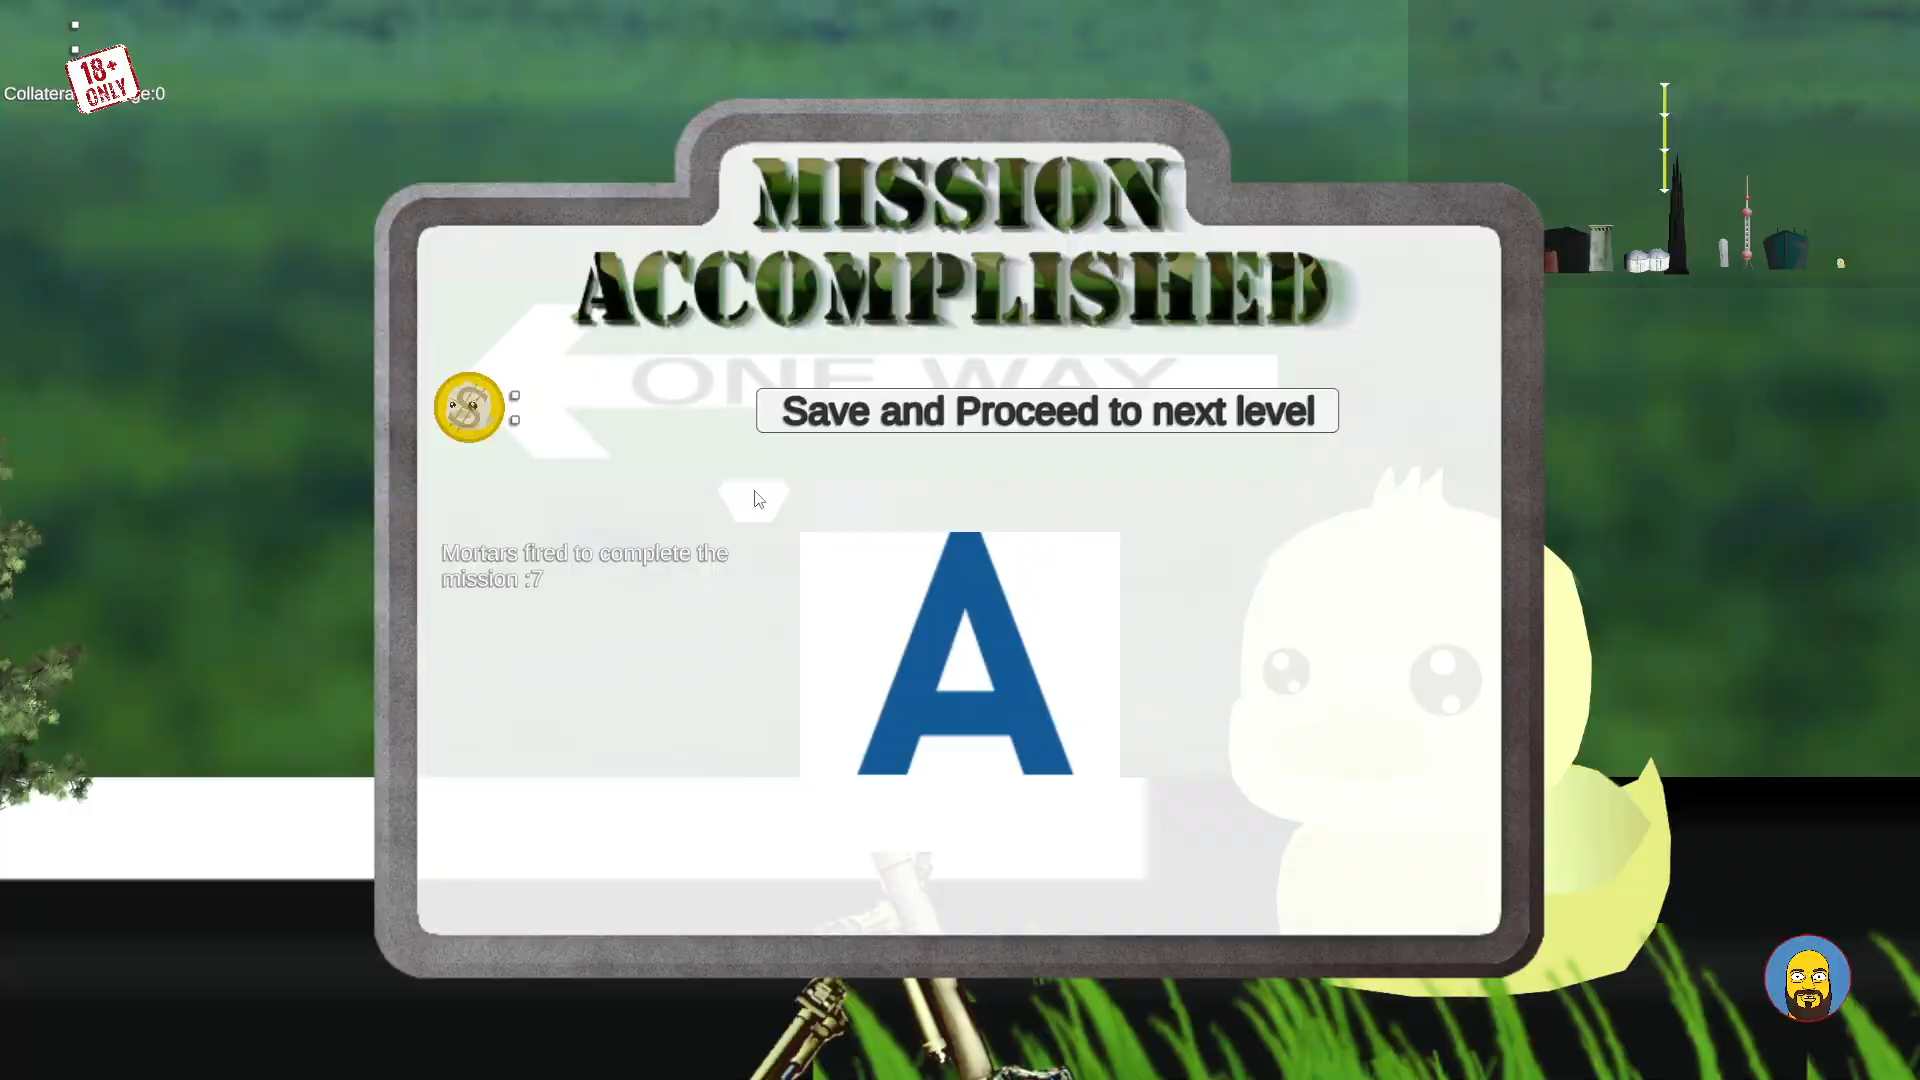 18+
ONLY
Collatera ge:0
MISSION
ACCOMPLISHED
ONE WAY
$
Save and Proceed to next level
Mortars fired to complete the
mission :7
A